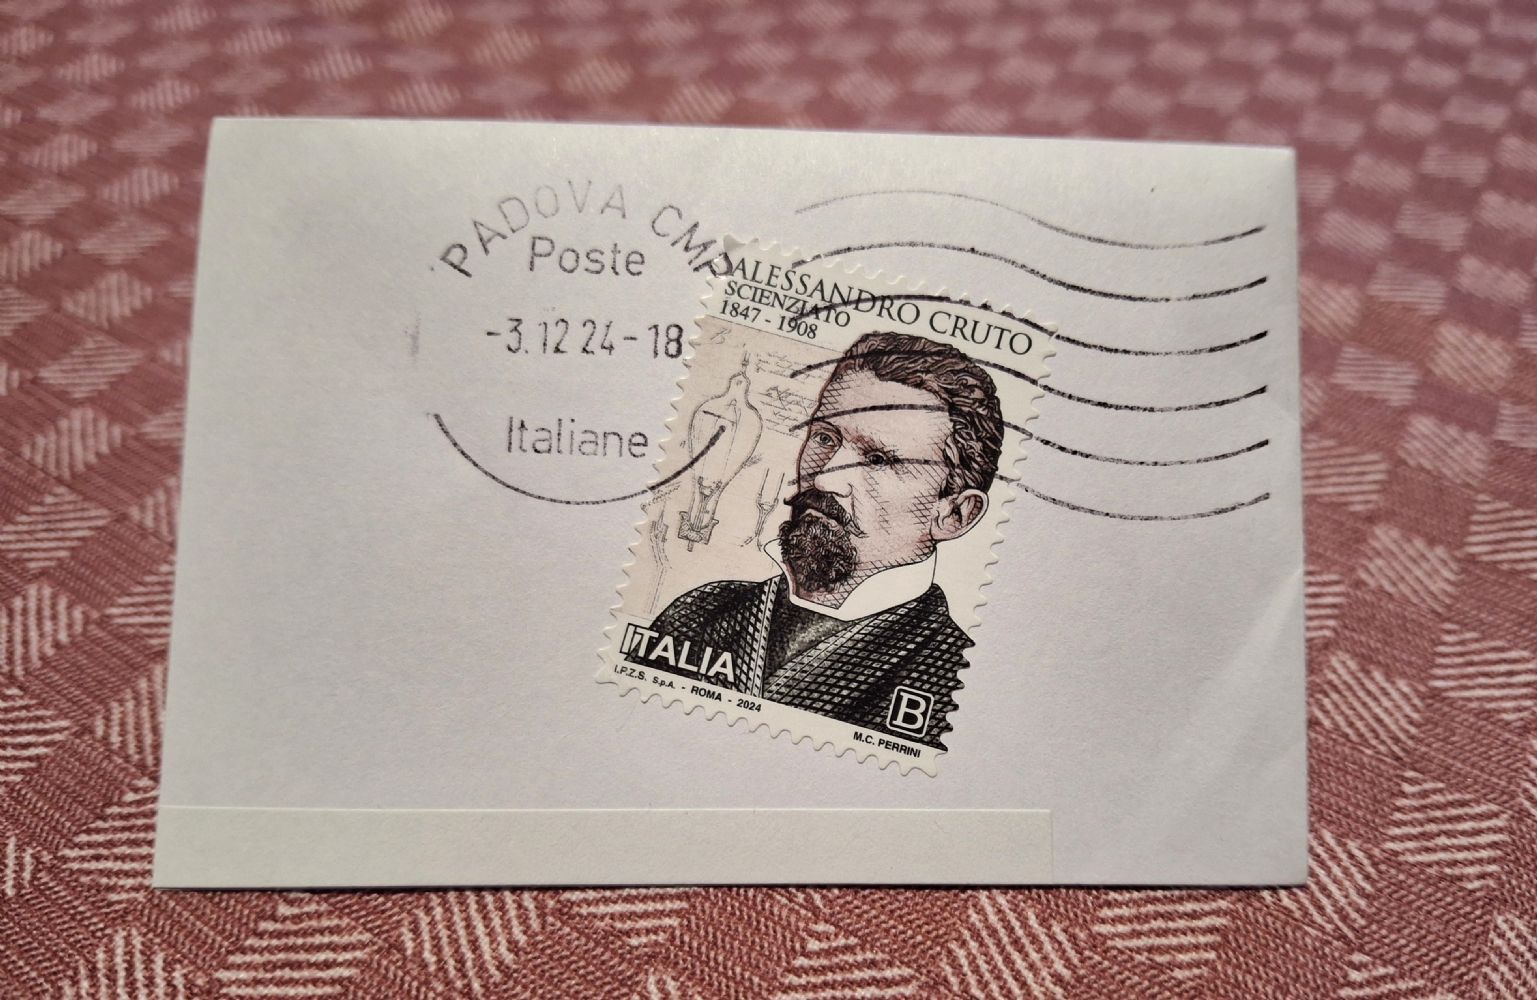 PADOVA CMP
Poste
-3.12 24-18
Italiane
ALESSANDRO CRUTO
SCIENZIATO
1847 - 1908
ITALIA
I.P.Z.S. S.p.A. - ROMA - 2024
B
M.C. PERRINI